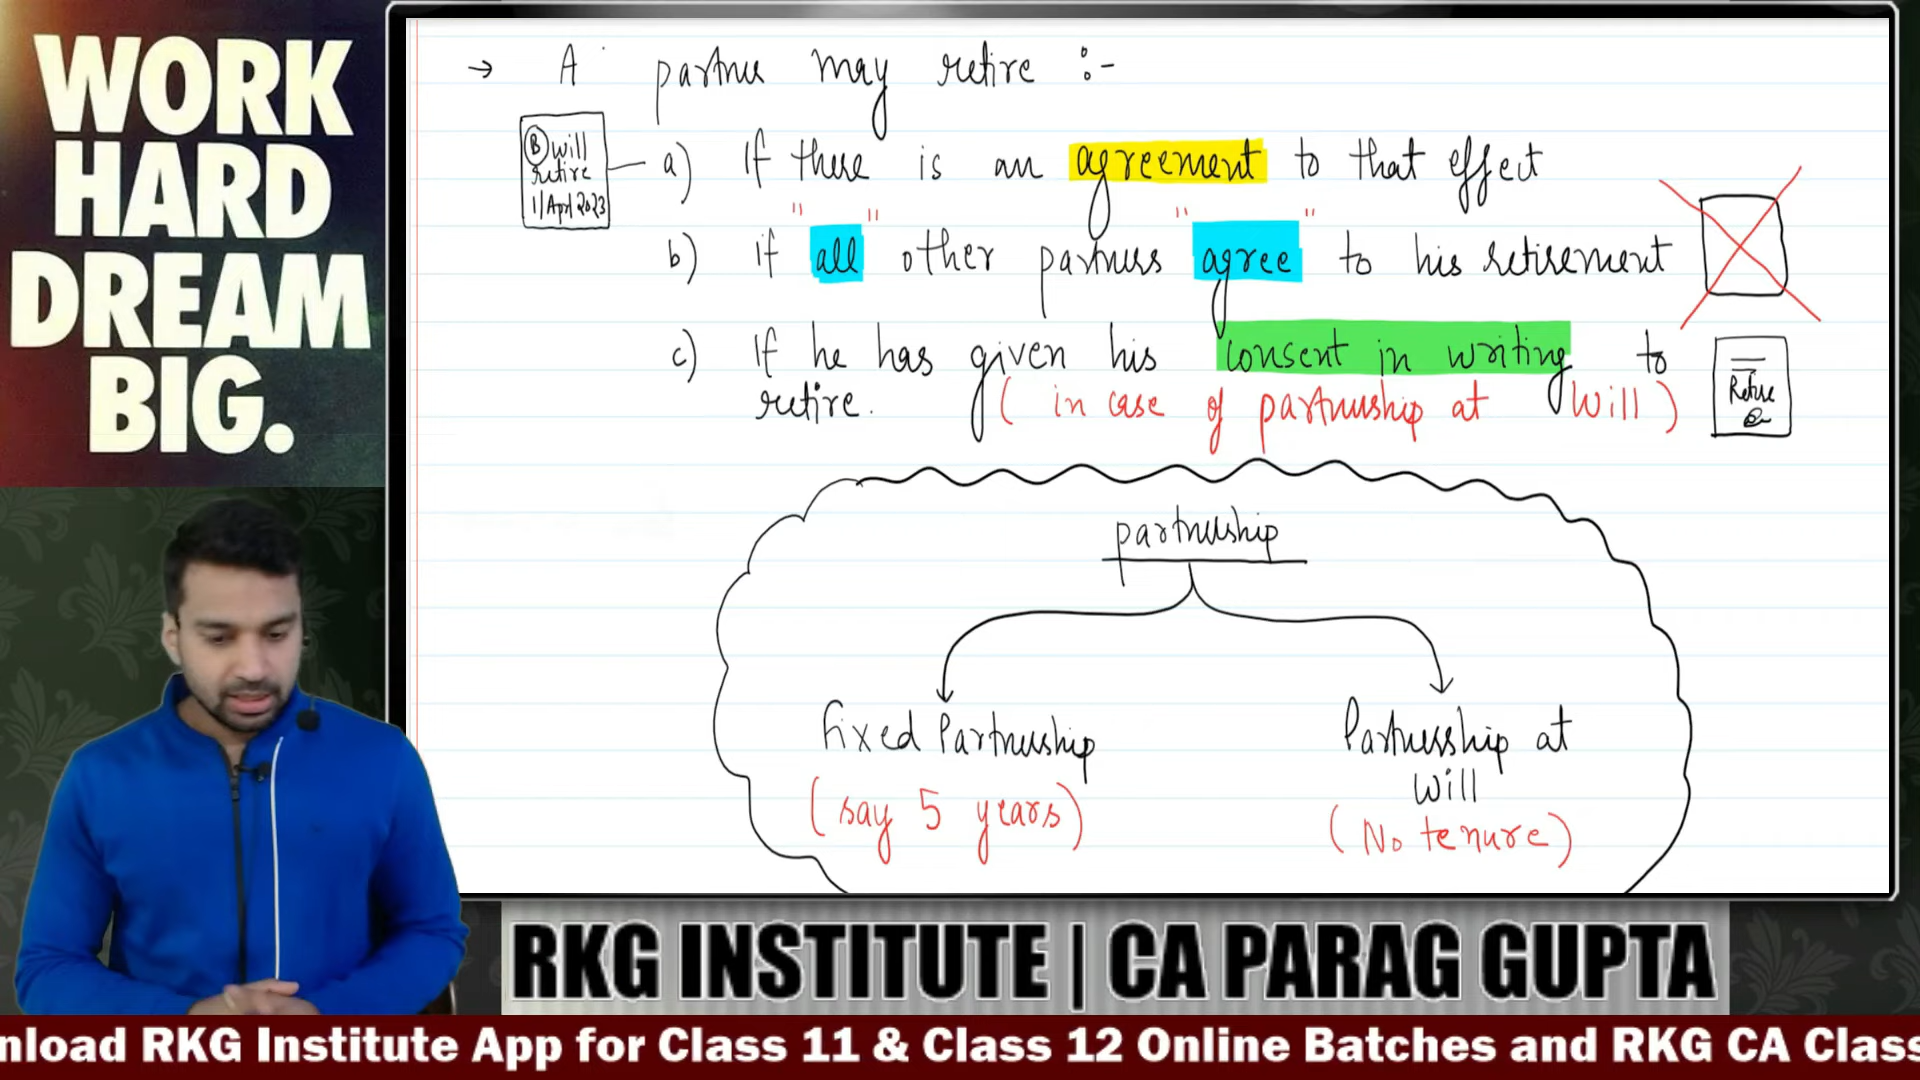 WORK
HARD
DREAM
BIG.
→ A partner may retire :-
B will
retire
1/Apr/2023
a) If there is an agreement to that effect
b) if "all" other partners "agree" to his retirement
c) If he has given his consent in writing to
retire. ( in case of partnership at Will )
Retire
partnership
Fixed Partnership
Partnership at
Will
( say 5 years )
( No tenure )
RKG INSTITUTE | CA PARAG GUPTA
nload RKG Institute App for Class 11 & Class 12 Online Batches and RKG CA Class